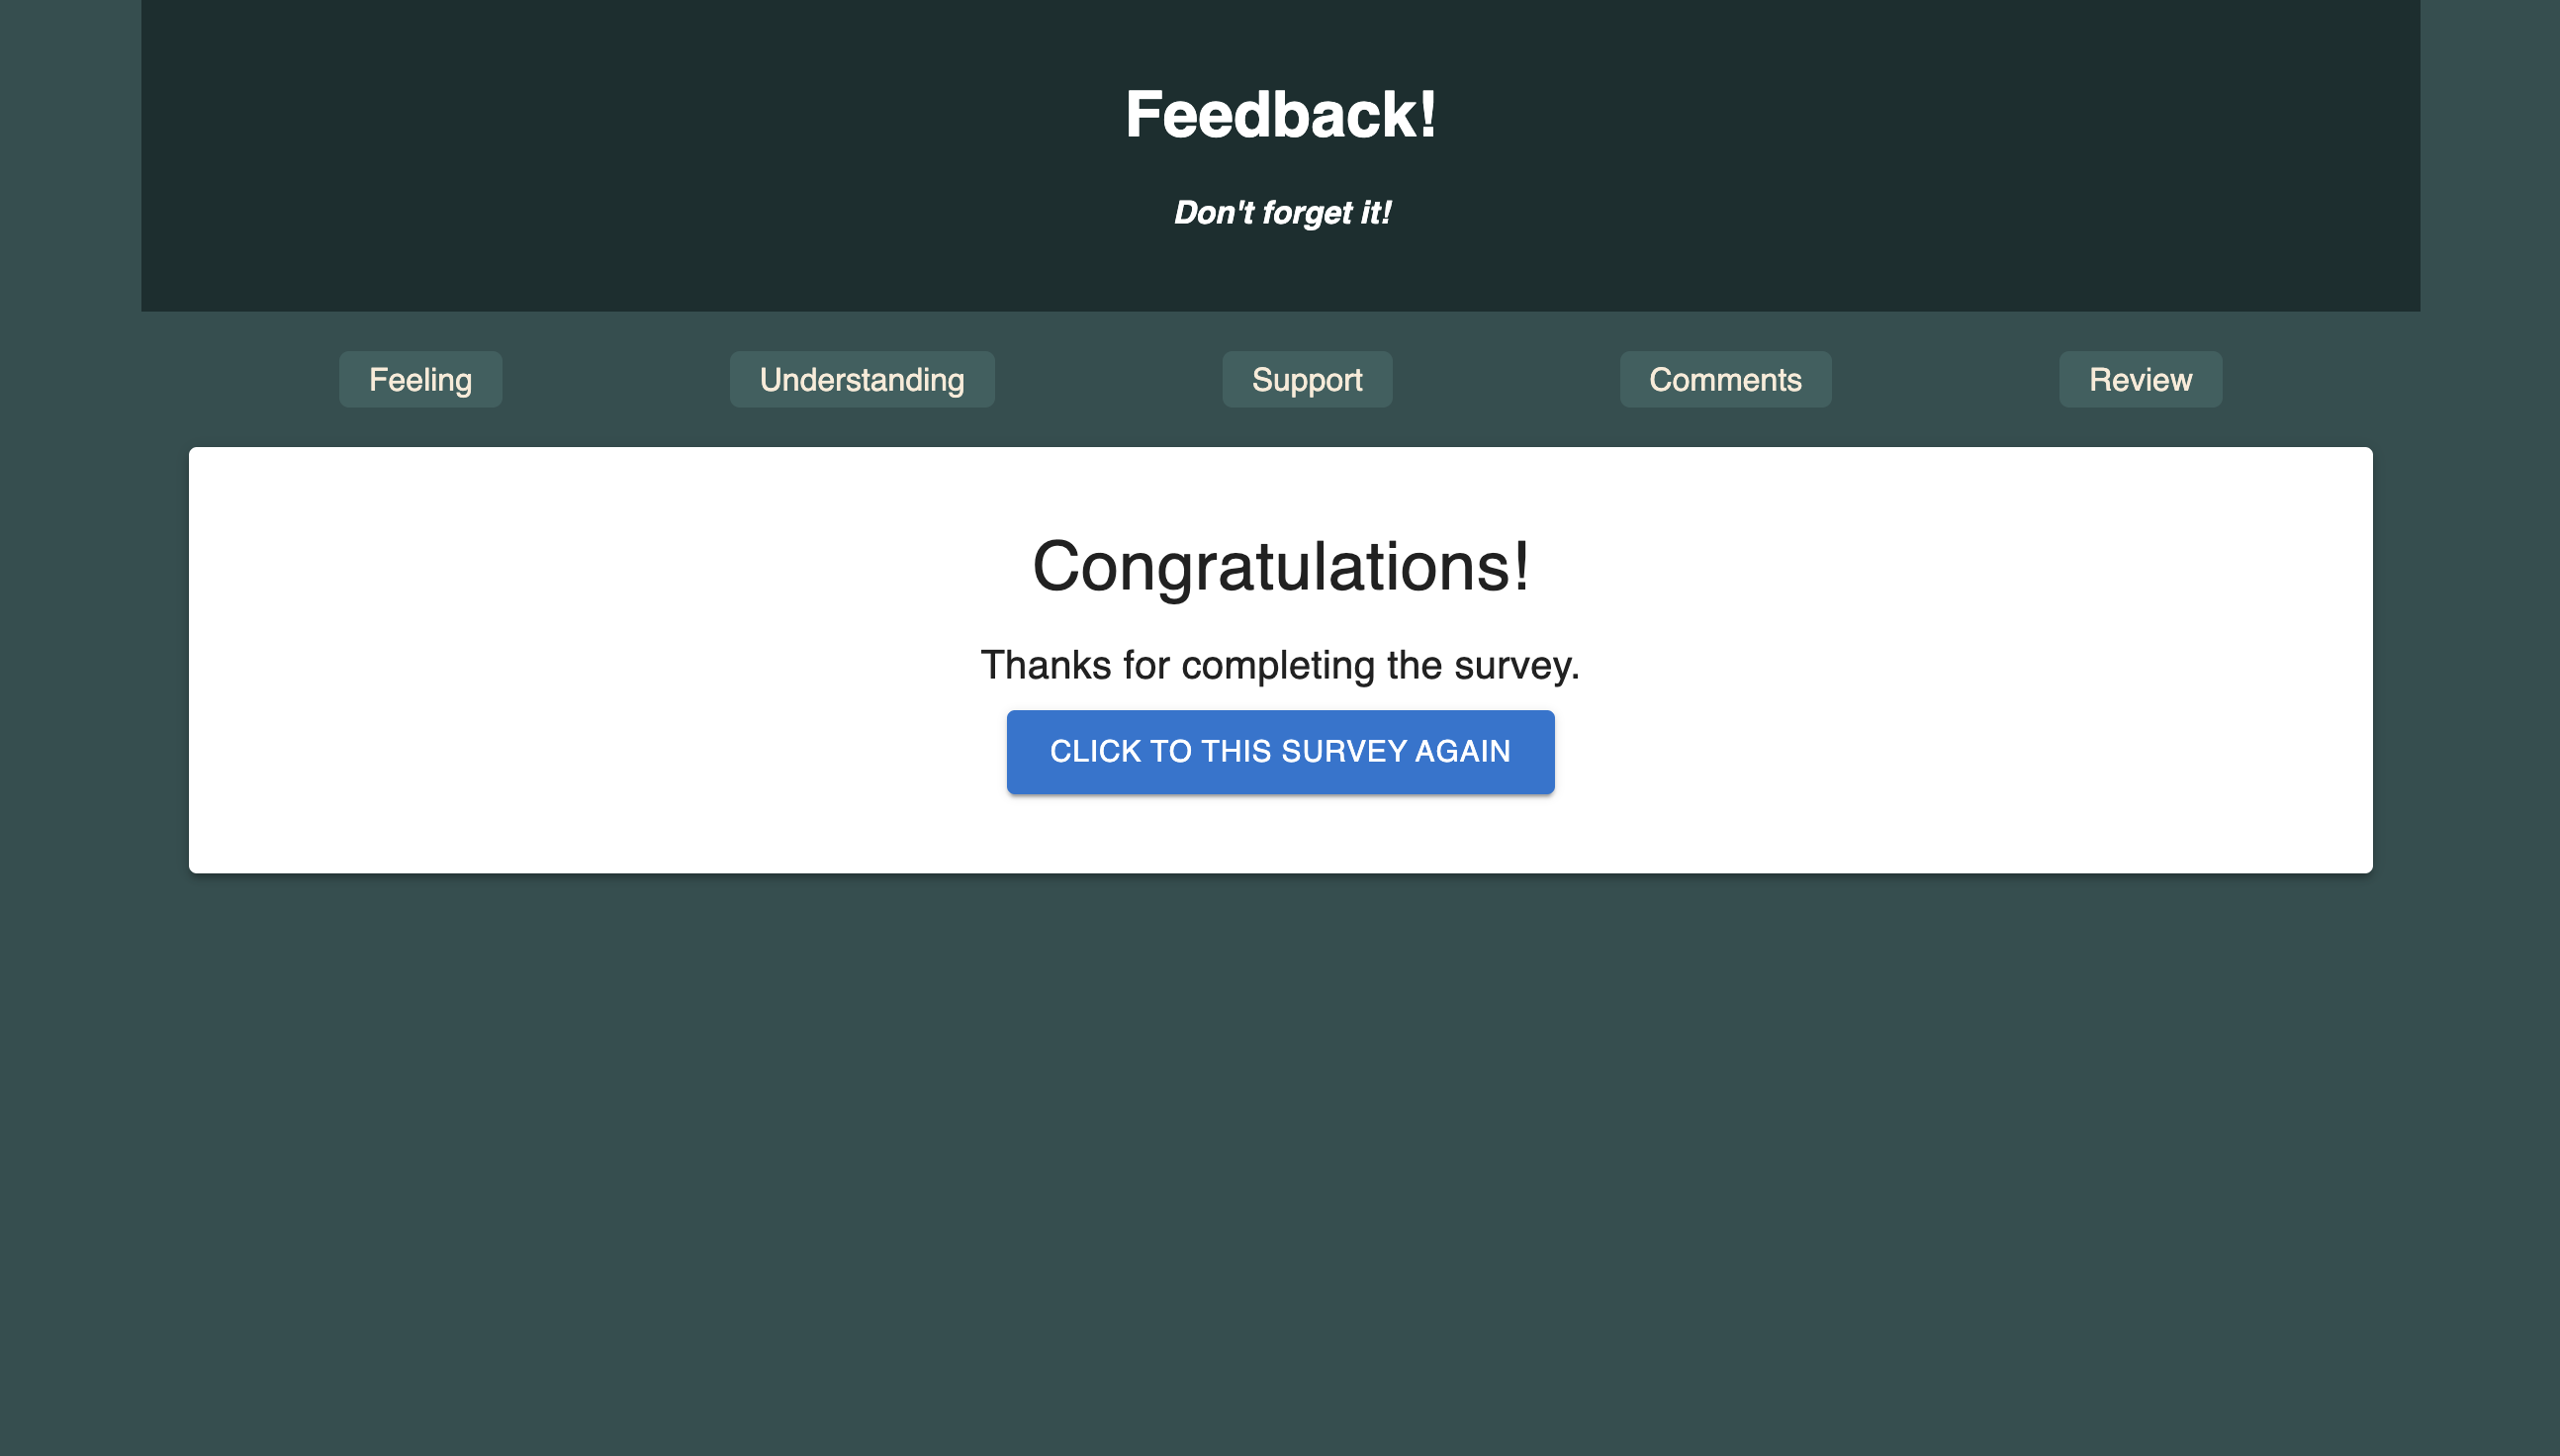 Feedback!
Don't forget it!
Feeling Understanding Support Comments Review
Congratulations!
Thanks for completing the survey.
CLICK TO THIS SURVEY AGAIN